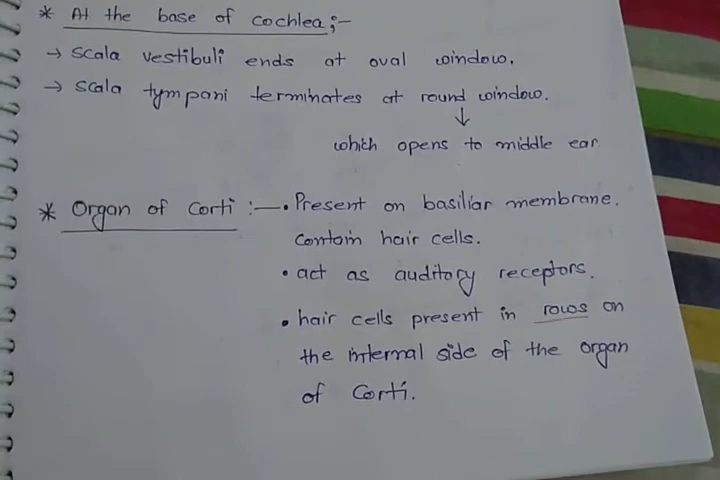 * At the base of cochlea;-
→ scala vestibuli ends at oval window.
→ scala tympani terminates at round window.
↓
which opens to middle ear
* Organ of Corti :— • Present on basiliar membrane.
contain hair cells.
• act as auditory receptors.
• hair cells present in rows on
the internal side of the organ
of Corti.